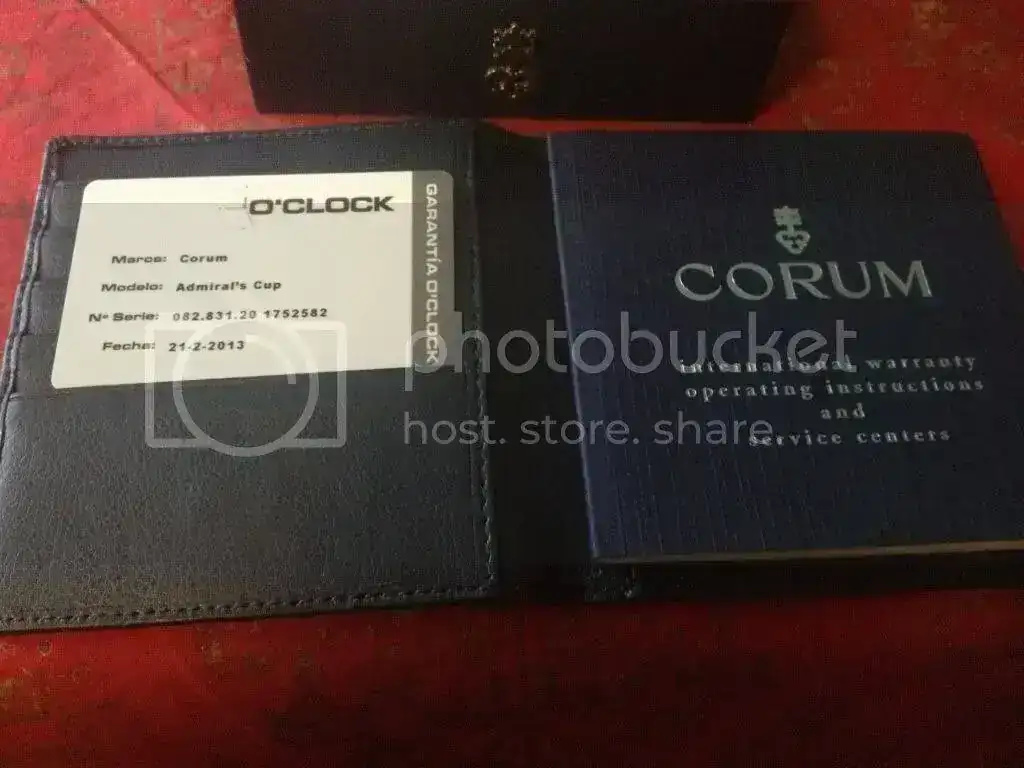 O'CLOCK
Marca: Corum
Modelo: Admiral's Cup
Nº Serie: 082.831.20 1752582
Fecha: 21-2-2013
GARANTÍA O'CLOCK
CORUM
international warranty
operating instructions
and
service centers
photobucket
host. store. share.